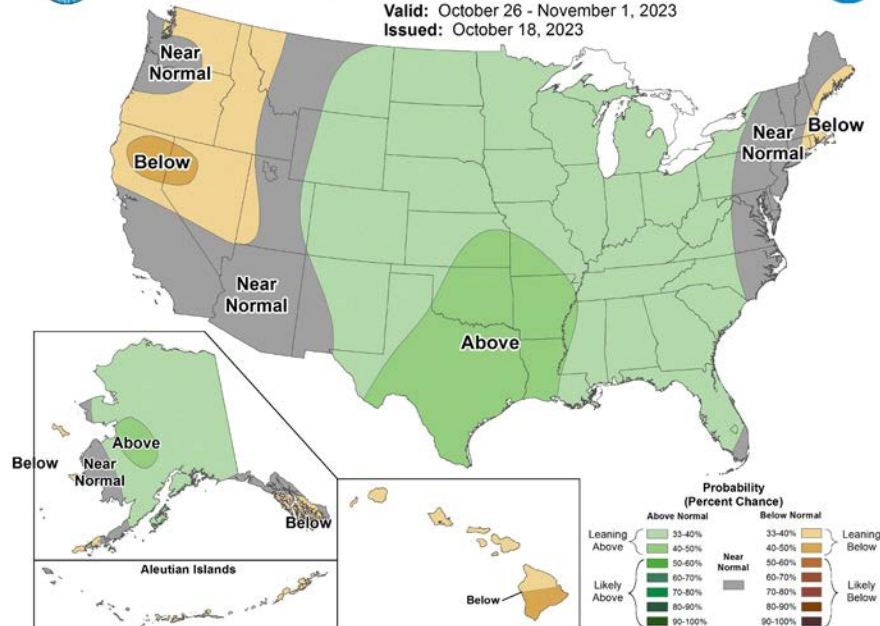 Valid: October 26 - November 1, 2023
Issued: October 18, 2023
Near
Normal
Below
Near
Normal
Below
Near
Normal
Above
Above
Near
Normal
Below
Below
Aleutian Islands
Below
Probability
(Percent Chance)
Above Normal
Below Normal
Leaning
Above
33-40%
40-50%
Likely
Above
50-60%
60-70%
70-80%
80-90%
90-100%
Near
Normal
33-40%
40-50%
Leaning
Below
50-60%
60-70%
70-80%
80-90%
90-100%
Likely
Below